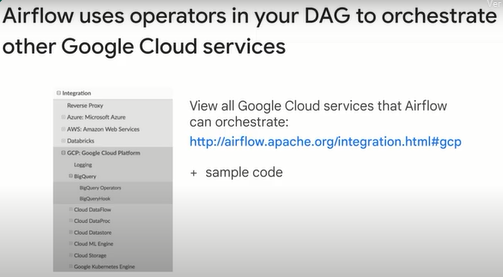 Airflow uses operators in your DAG to orchestrate
other Google Cloud services
Integration
Reverse Proxy
Azure: Microsoft Azure
AWS: Amazon Web Services
Databricks
GCP: Google Cloud Platform
Logging
BigQuery
BigQuery Operators
BigQueryHook
Cloud DataFlow
Cloud DataProc
Cloud Datastore
Cloud ML Engine
Cloud Storage
Google Kubernetes Engine
View all Google Cloud services that Airflow
can orchestrate:
http://airflow.apache.org/integration.html#gcp
+ sample code